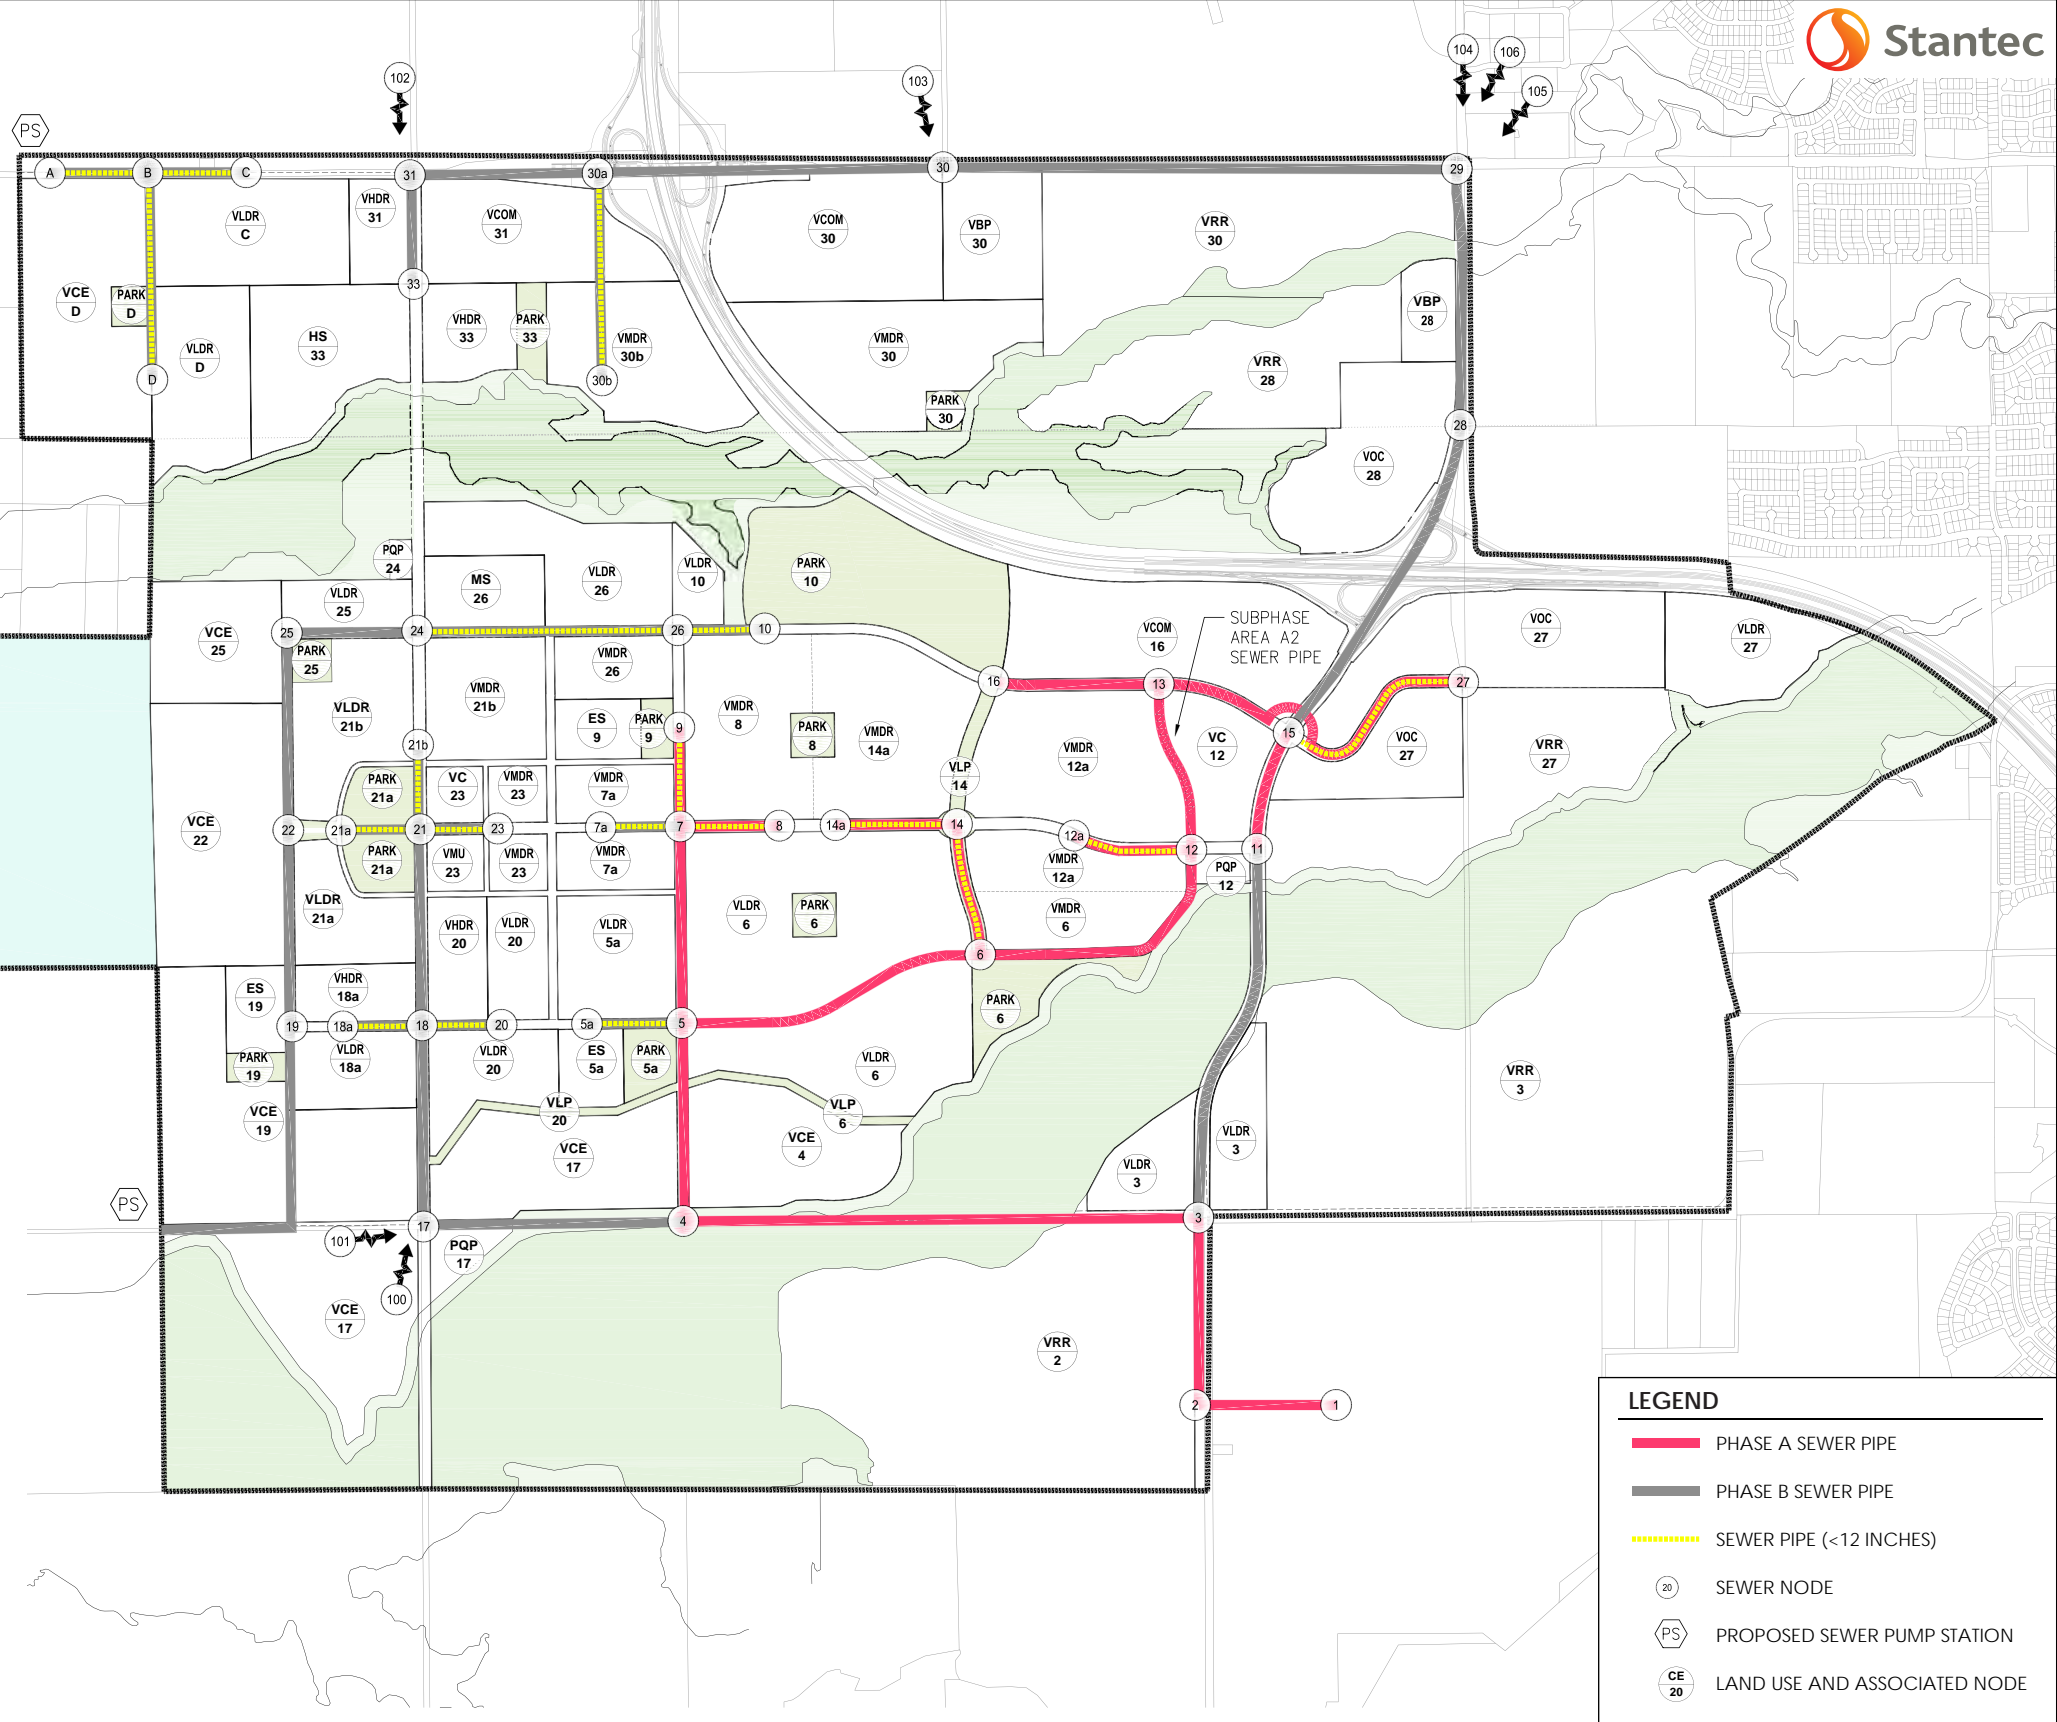 Stantec
104
106
102
103
105
PS
A
B
C
31
30a
30
29
VHDR
31
VLDR
C
VCOM
31
VCOM
30
VBP
30
VRR
30
33
VCE
D
PARK
D
VBP
28
VHDR
33
PARK
33
HS
33
VMDR
30b
VMDR
30
VLDR
D
VRR
28
D
30b
PARK
30
28
VOC
28
PQP
24
VLDR
10
PARK
10
MS
26
VLDR
26
VLDR
25
SUBPHASE
AREA A2
SEWER PIPE
VCOM
16
VOC
27
VLDR
27
VCE
25
25
24
26
10
PARK
25
VMDR
26
16
13
27
VMDR
21b
VLDR
21b
ES
9
PARK
9
9
VMDR
8
PARK
8
VMDR
14a
15
VC
12
VOC
27
VRR
27
21b
VMDR
12a
VLP
14
PARK
21a
VC
23
VMDR
23
VMDR
7a
VCE
22
22
21a
21
23
7a
7
8
14a
14
12a
12
11
PARK
21a
VMU
23
VMDR
23
VMDR
7a
VMDR
12a
PQP
12
VLDR
21a
VHDR
20
VLDR
20
VLDR
5a
VLDR
6
PARK
6
VMDR
6
6
VHDR
18a
ES
19
PARK
6
19
18a
18
20
5a
5
VLDR
18a
VLDR
20
ES
5a
PARK
5a
VLDR
6
PARK
19
VRR
3
VCE
19
VLP
20
VLP
6
VCE
4
VLDR
3
VCE
17
VLDR
3
PS
17
4
3
101
PQP
17
100
VCE
17
VRR
2
2
1
LEGEND
PHASE A SEWER PIPE
PHASE B SEWER PIPE
SEWER PIPE (<12 INCHES)
20
SEWER NODE
PS
PROPOSED SEWER PUMP STATION
CE
20
LAND USE AND ASSOCIATED NODE